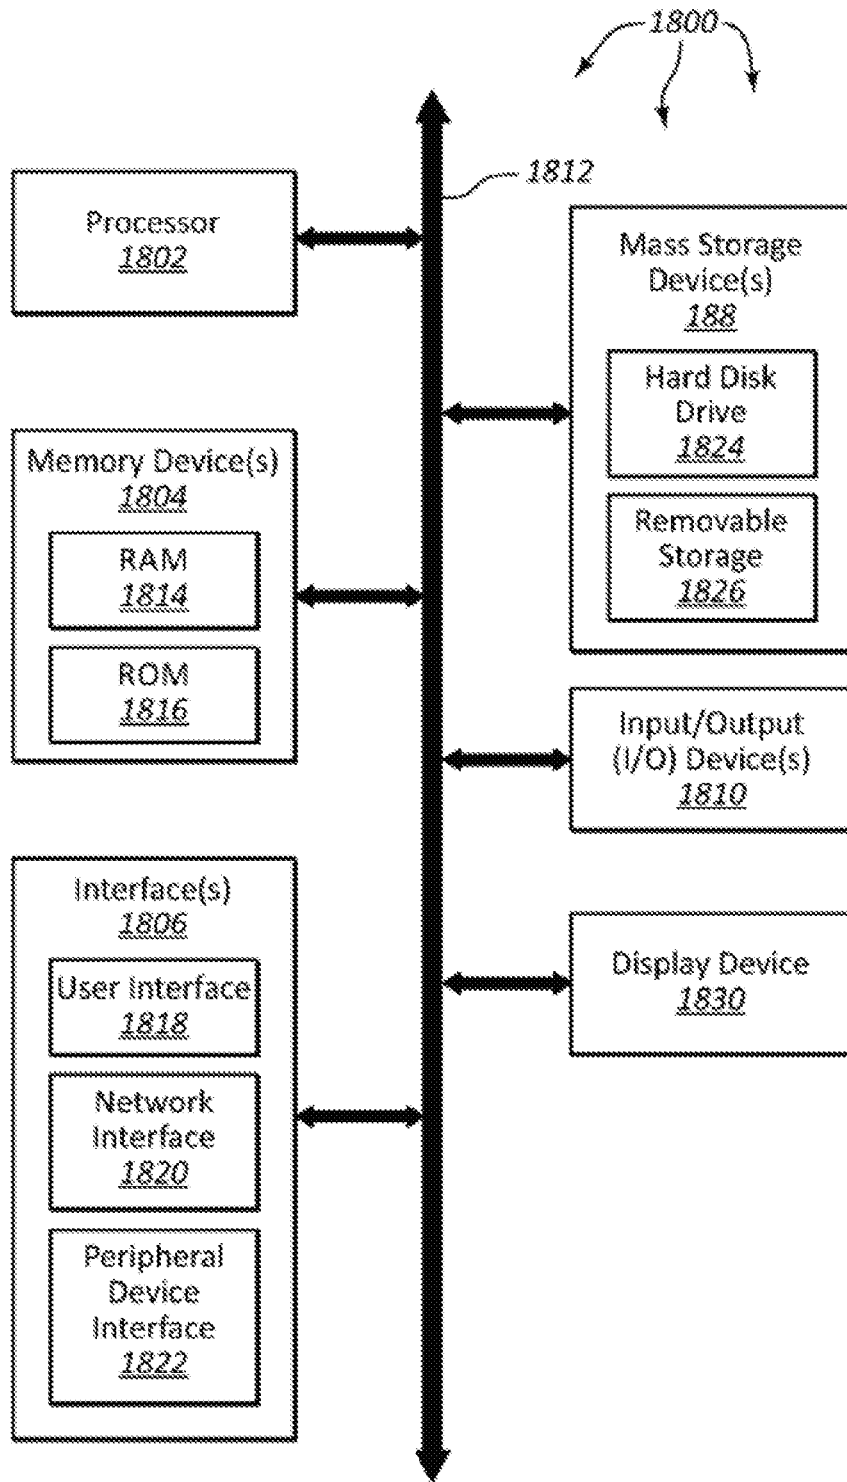 1800
1812
Processor
1802
Mass Storage
Device(s)
188
Hard Disk
Drive
1824
Removable
Storage
1826
Memory Device(s)
1804
RAM
1814
ROM
1816
Input/Output
(I/O) Device(s)
1810
Interface(s)
1806
User Interface
1818
Network
Interface
1820
Peripheral
Device
Interface
1822
Display Device
1830